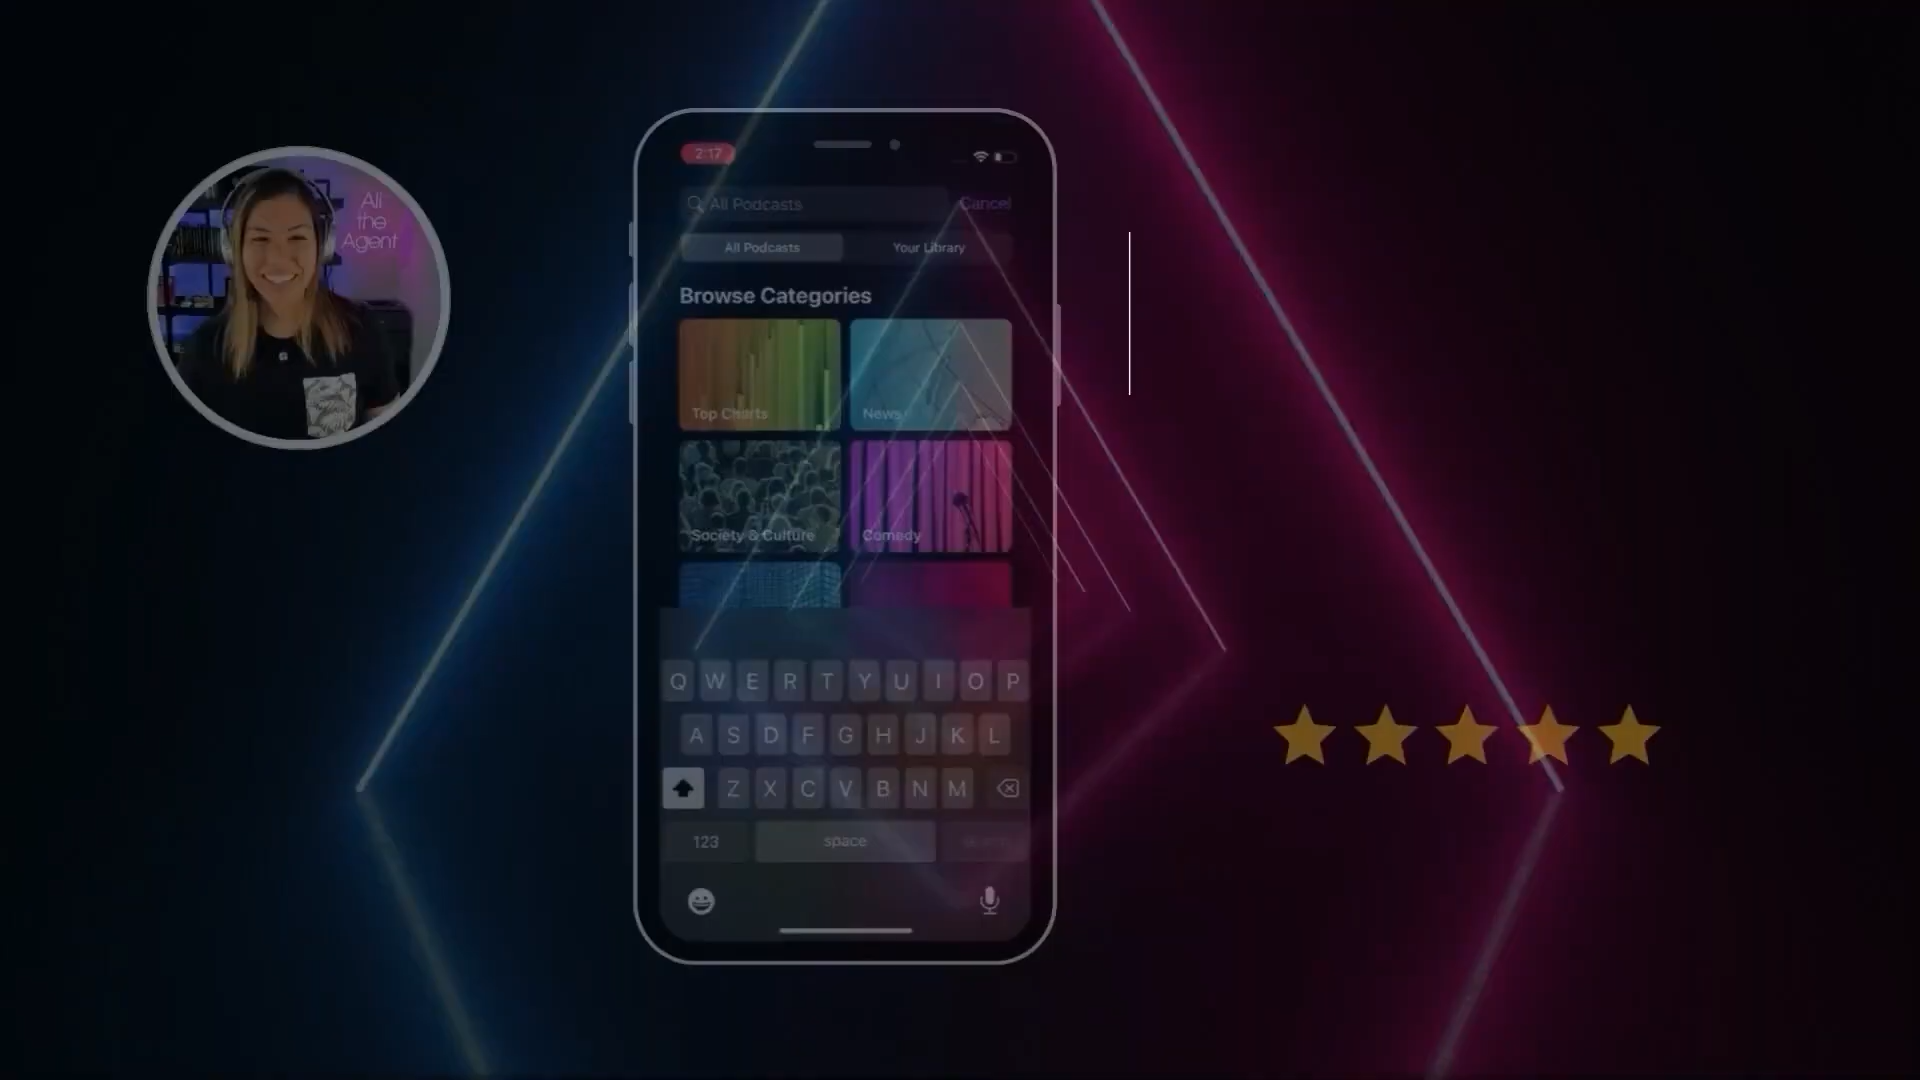 Ali
the
Agent
2:17
All Podcasts
Cancel
All Podcasts
Your Library
Browse Categories
Top Charts
News
Society & Culture
Comedy
Q W E R T Y U I O P
A S D F G H J K L
Z X C V B N M
123
space